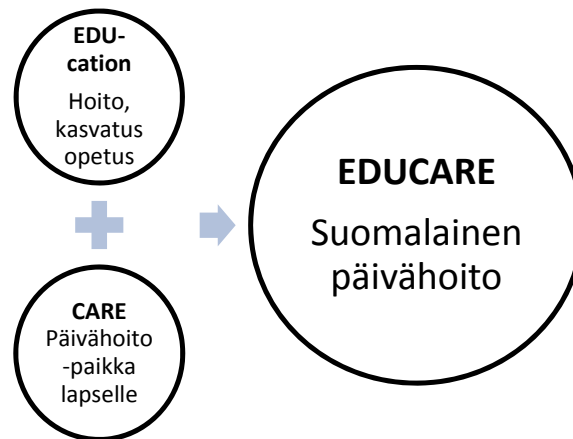 EDU-
cation
Hoito,
kasvatus
opetus
CARE
Päivähoito
-paikka
lapselle
EDUCARE
Suomalainen
päivähoito